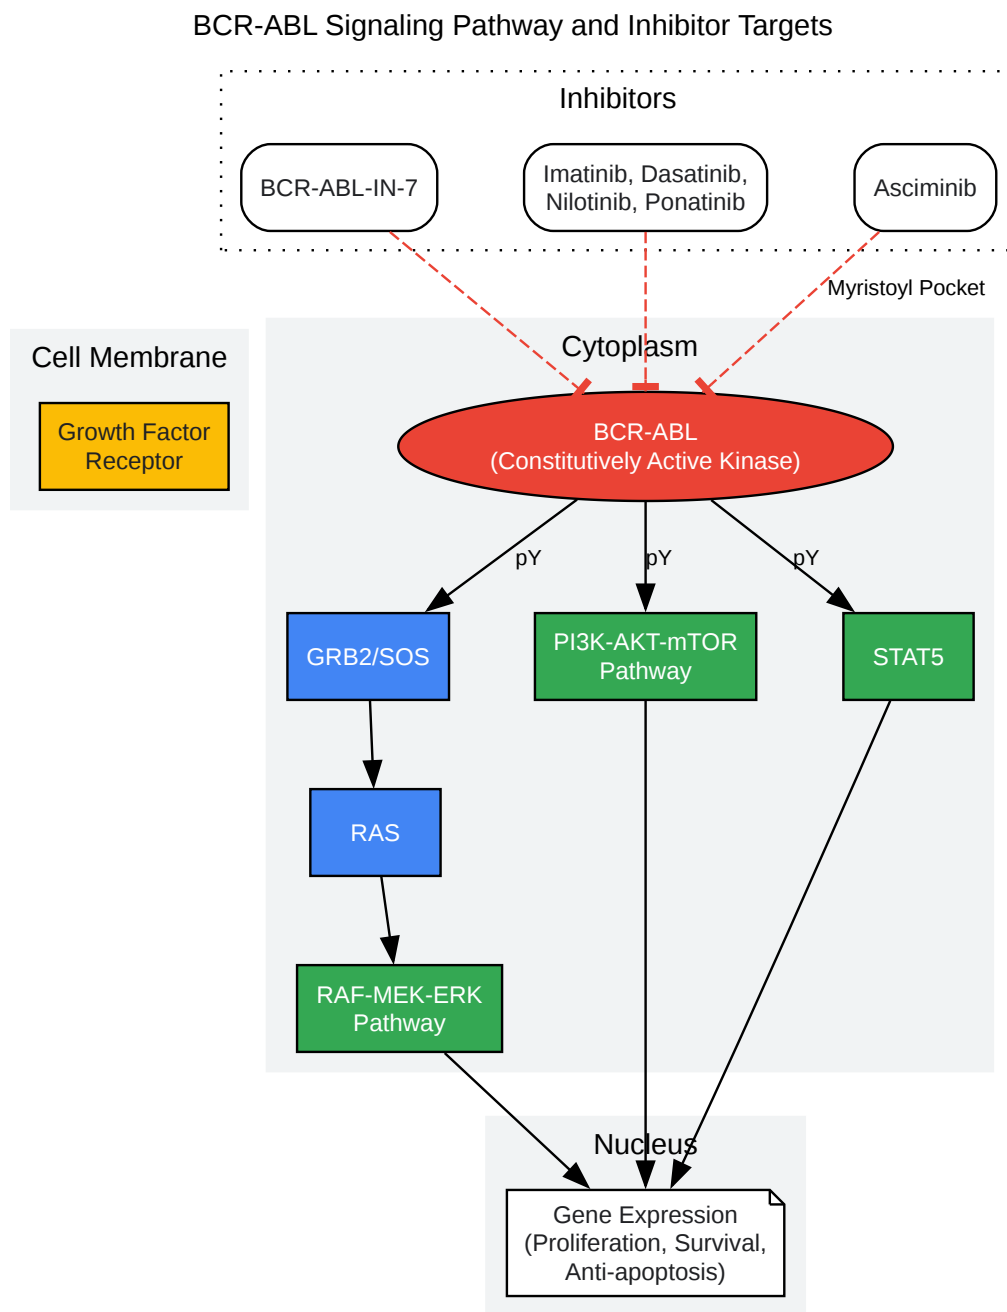 BCR-ABL Signaling Pathway and Inhibitor Targets
Inhibitors
BCR-ABL-IN-7
Imatinib, Dasatinib,
Nilotinib, Ponatinib
Asciminib
Myristoyl Pocket
Cell Membrane
Growth Factor
Receptor
Cytoplasm
BCR-ABL
(Constitutively Active Kinase)
pY
pY
pY
GRB2/SOS
PI3K-AKT-mTOR
Pathway
STAT5
RAS
RAF-MEK-ERK
Pathway
Nucleus
Gene Expression
(Proliferation, Survival,
Anti-apoptosis)